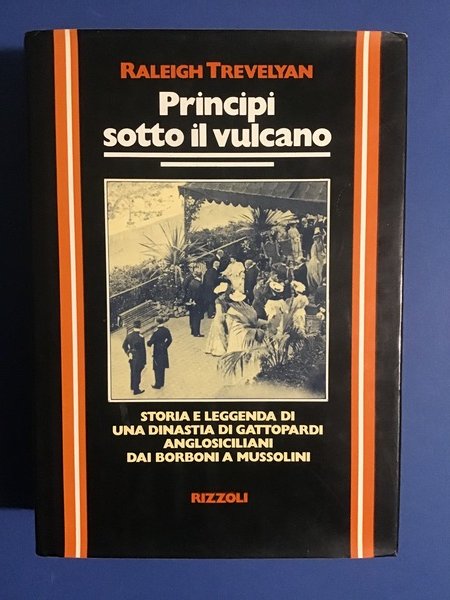 RALEIGH TREVELYAN
Principi
sotto il vulcano
STORIA E LEGGENDA DI
UNA DINASTIA DI GATTOPARDI
ANGLOSICILIANI
DAI BORBONI A MUSSOLINI
RIZZOLI